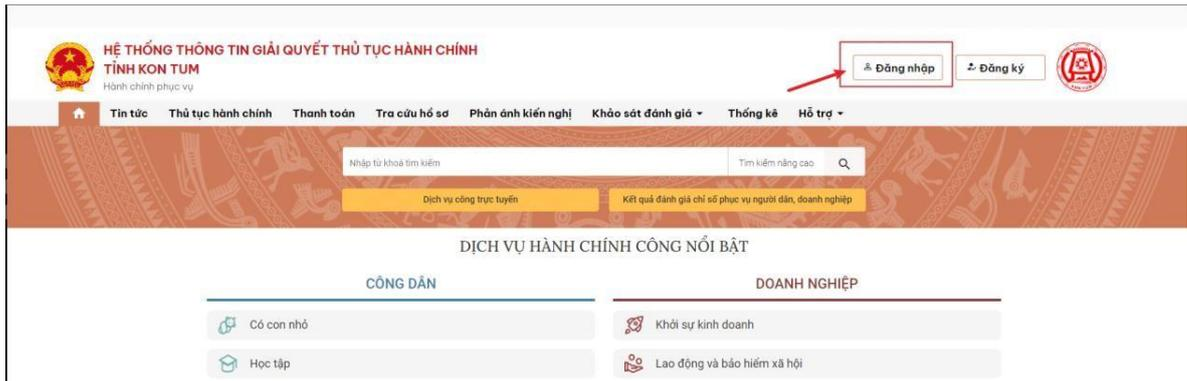 HỆ THỐNG THÔNG TIN GIẢI QUYẾT THỦ TỤC HÀNH CHÍNH
TỈNH KON TUM
Hành chính phục vụ
Đăng nhập
Đăng ký
Tin tức Thủ tục hành chính Thanh toán Tra cứu hồ sơ Phản ánh kiến nghị Khảo sát đánh giá Thống kê Hỗ trợ
Nhập từ khoá tìm kiếm Tìm kiếm nâng cao
Dịch vụ công trực tuyến Kết quả đánh giá chỉ số phục vụ người dân, doanh nghiệp
DỊCH VỤ HÀNH CHÍNH CÔNG NỔI BẬT
CÔNG DÂN DOANH NGHIỆP
Có con nhỏ Khởi sự kinh doanh
Học tập Lao động và bảo hiểm xã hội